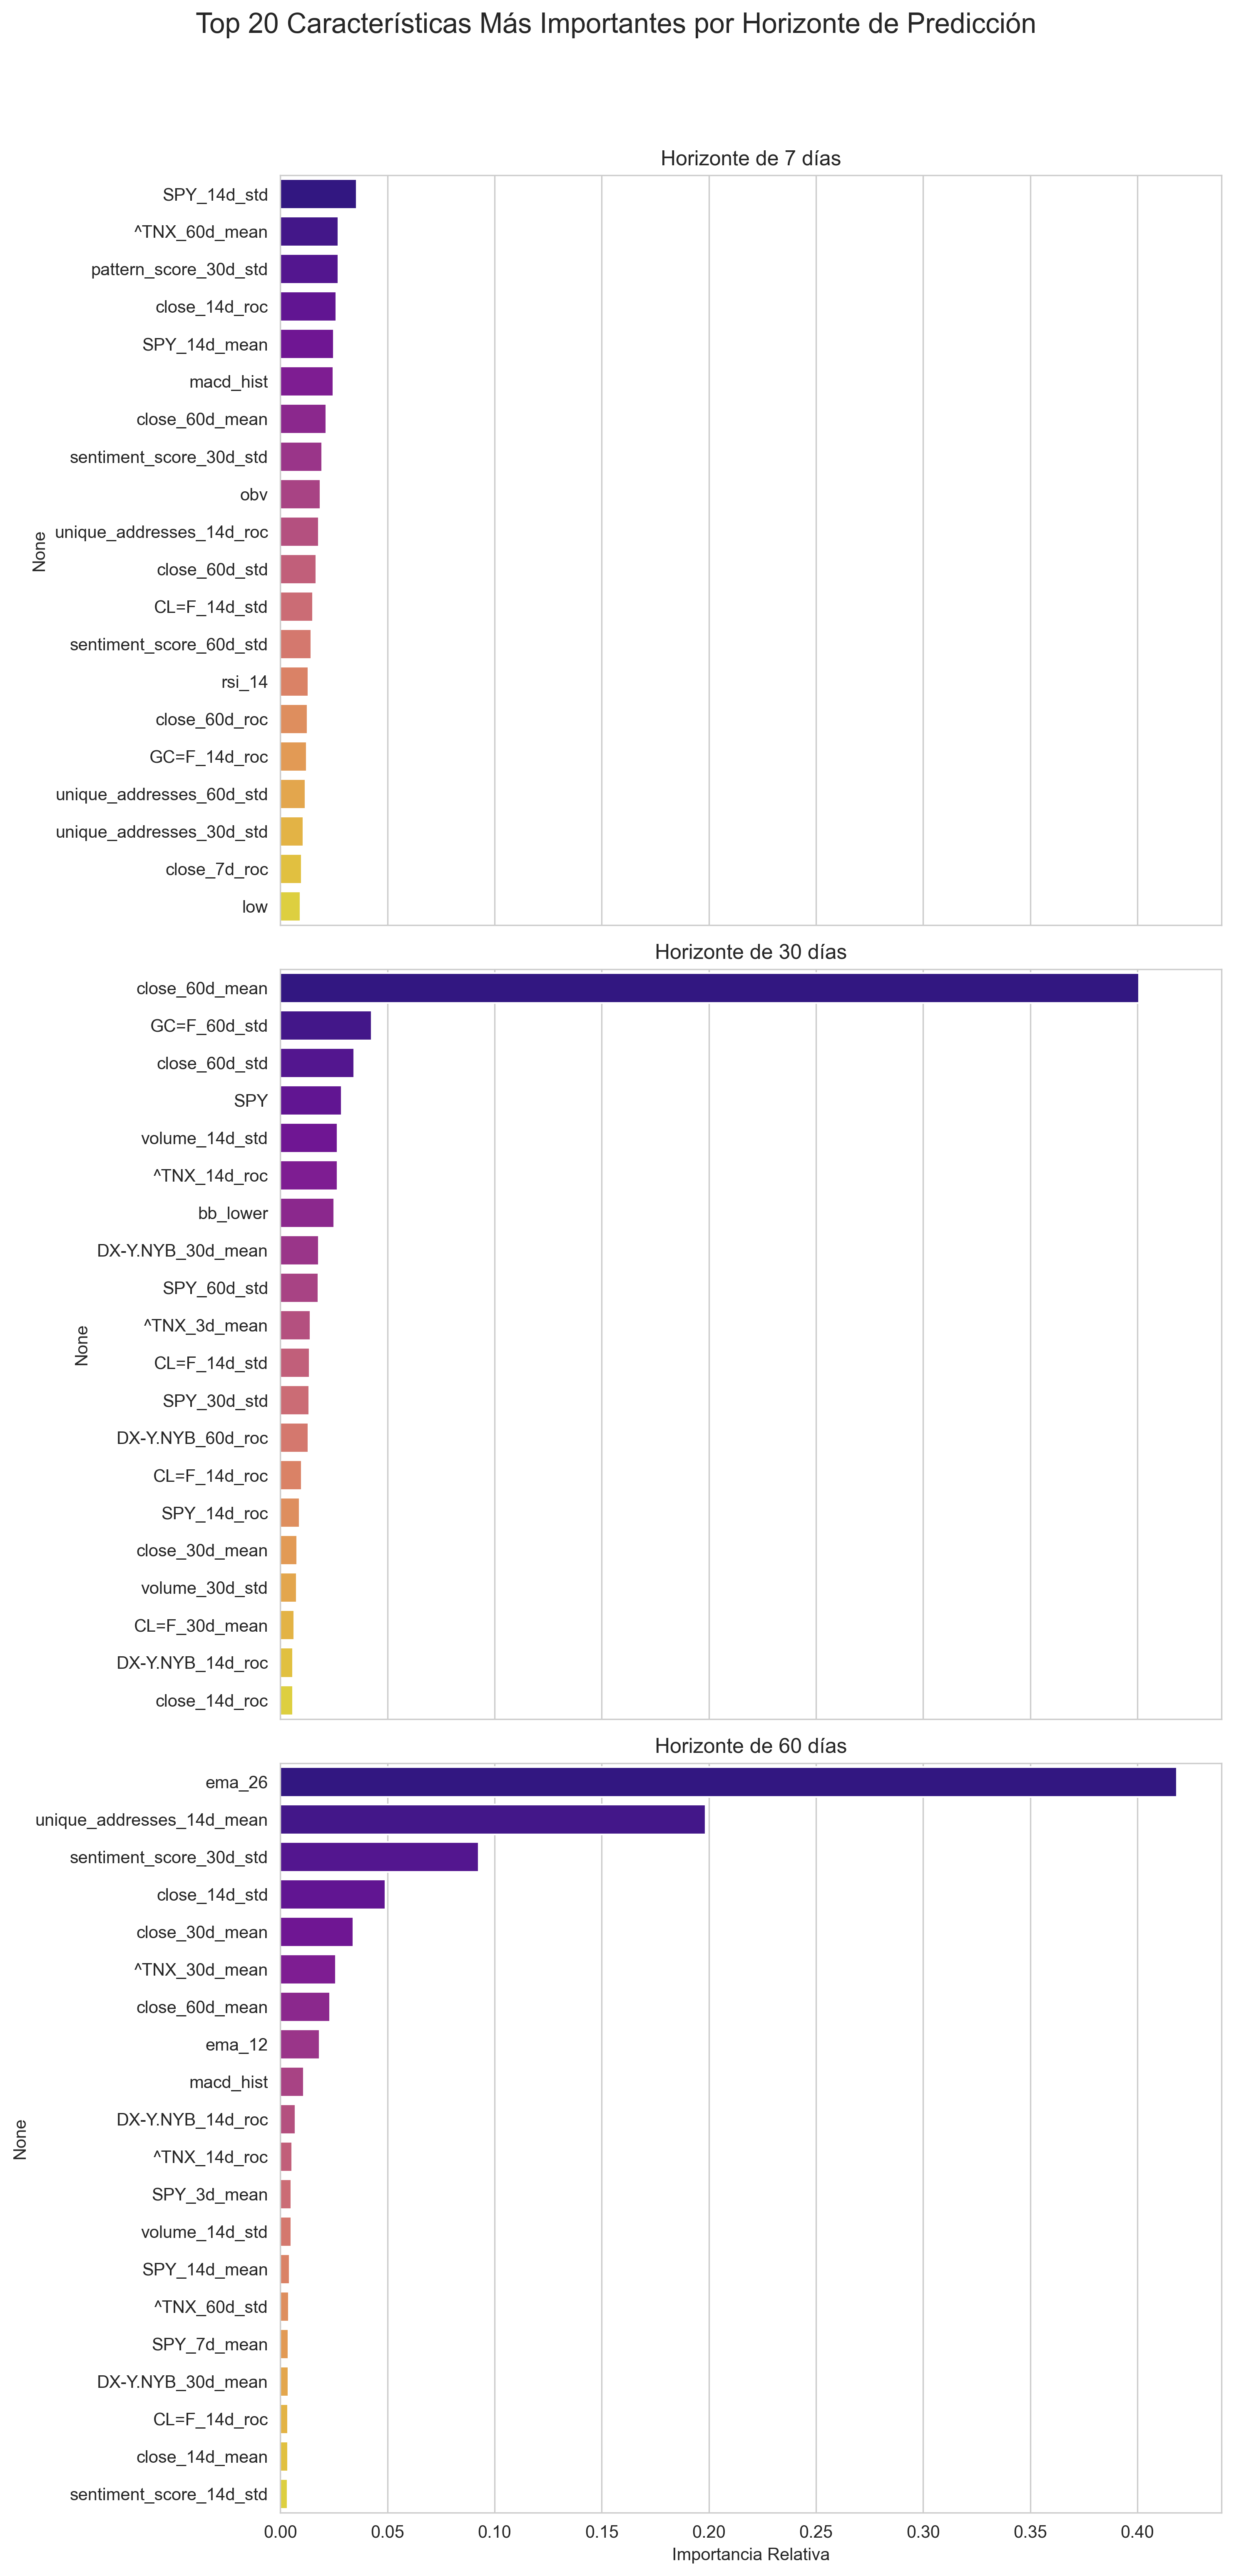 Top 20 Características Más Importantes por Horizonte de Predicción
Horizonte de 7 días
SPY_14d_std
^TNX_60d_mean
pattern_score_30d_std
close_14d_roc
SPY_14d_mean
macd_hist
close_60d_mean
sentiment_score_30d_std
obv
unique_addresses_14d_roc
close_60d_std
CL=F_14d_std
sentiment_score_60d_std
rsi_14
close_60d_roc
GC=F_14d_roc
unique_addresses_60d_std
unique_addresses_30d_std
close_7d_roc
low
None
Horizonte de 30 días
close_60d_mean
GC=F_60d_std
close_60d_std
SPY
volume_14d_std
^TNX_14d_roc
bb_lower
DX-Y.NYB_30d_mean
SPY_60d_std
^TNX_3d_mean
CL=F_14d_std
SPY_30d_std
DX-Y.NYB_60d_roc
CL=F_14d_roc
SPY_14d_roc
close_30d_mean
volume_30d_std
CL=F_30d_mean
DX-Y.NYB_14d_roc
close_14d_roc
None
Horizonte de 60 días
ema_26
unique_addresses_14d_mean
sentiment_score_30d_std
close_14d_std
close_30d_mean
^TNX_30d_mean
close_60d_mean
ema_12
macd_hist
DX-Y.NYB_14d_roc
^TNX_14d_roc
SPY_3d_mean
volume_14d_std
SPY_14d_mean
^TNX_60d_std
SPY_7d_mean
DX-Y.NYB_30d_mean
CL=F_14d_roc
close_14d_mean
sentiment_score_14d_std
None
0.00 0.05 0.10 0.15 0.20 0.25 0.30 0.35 0.40
Importancia Relativa